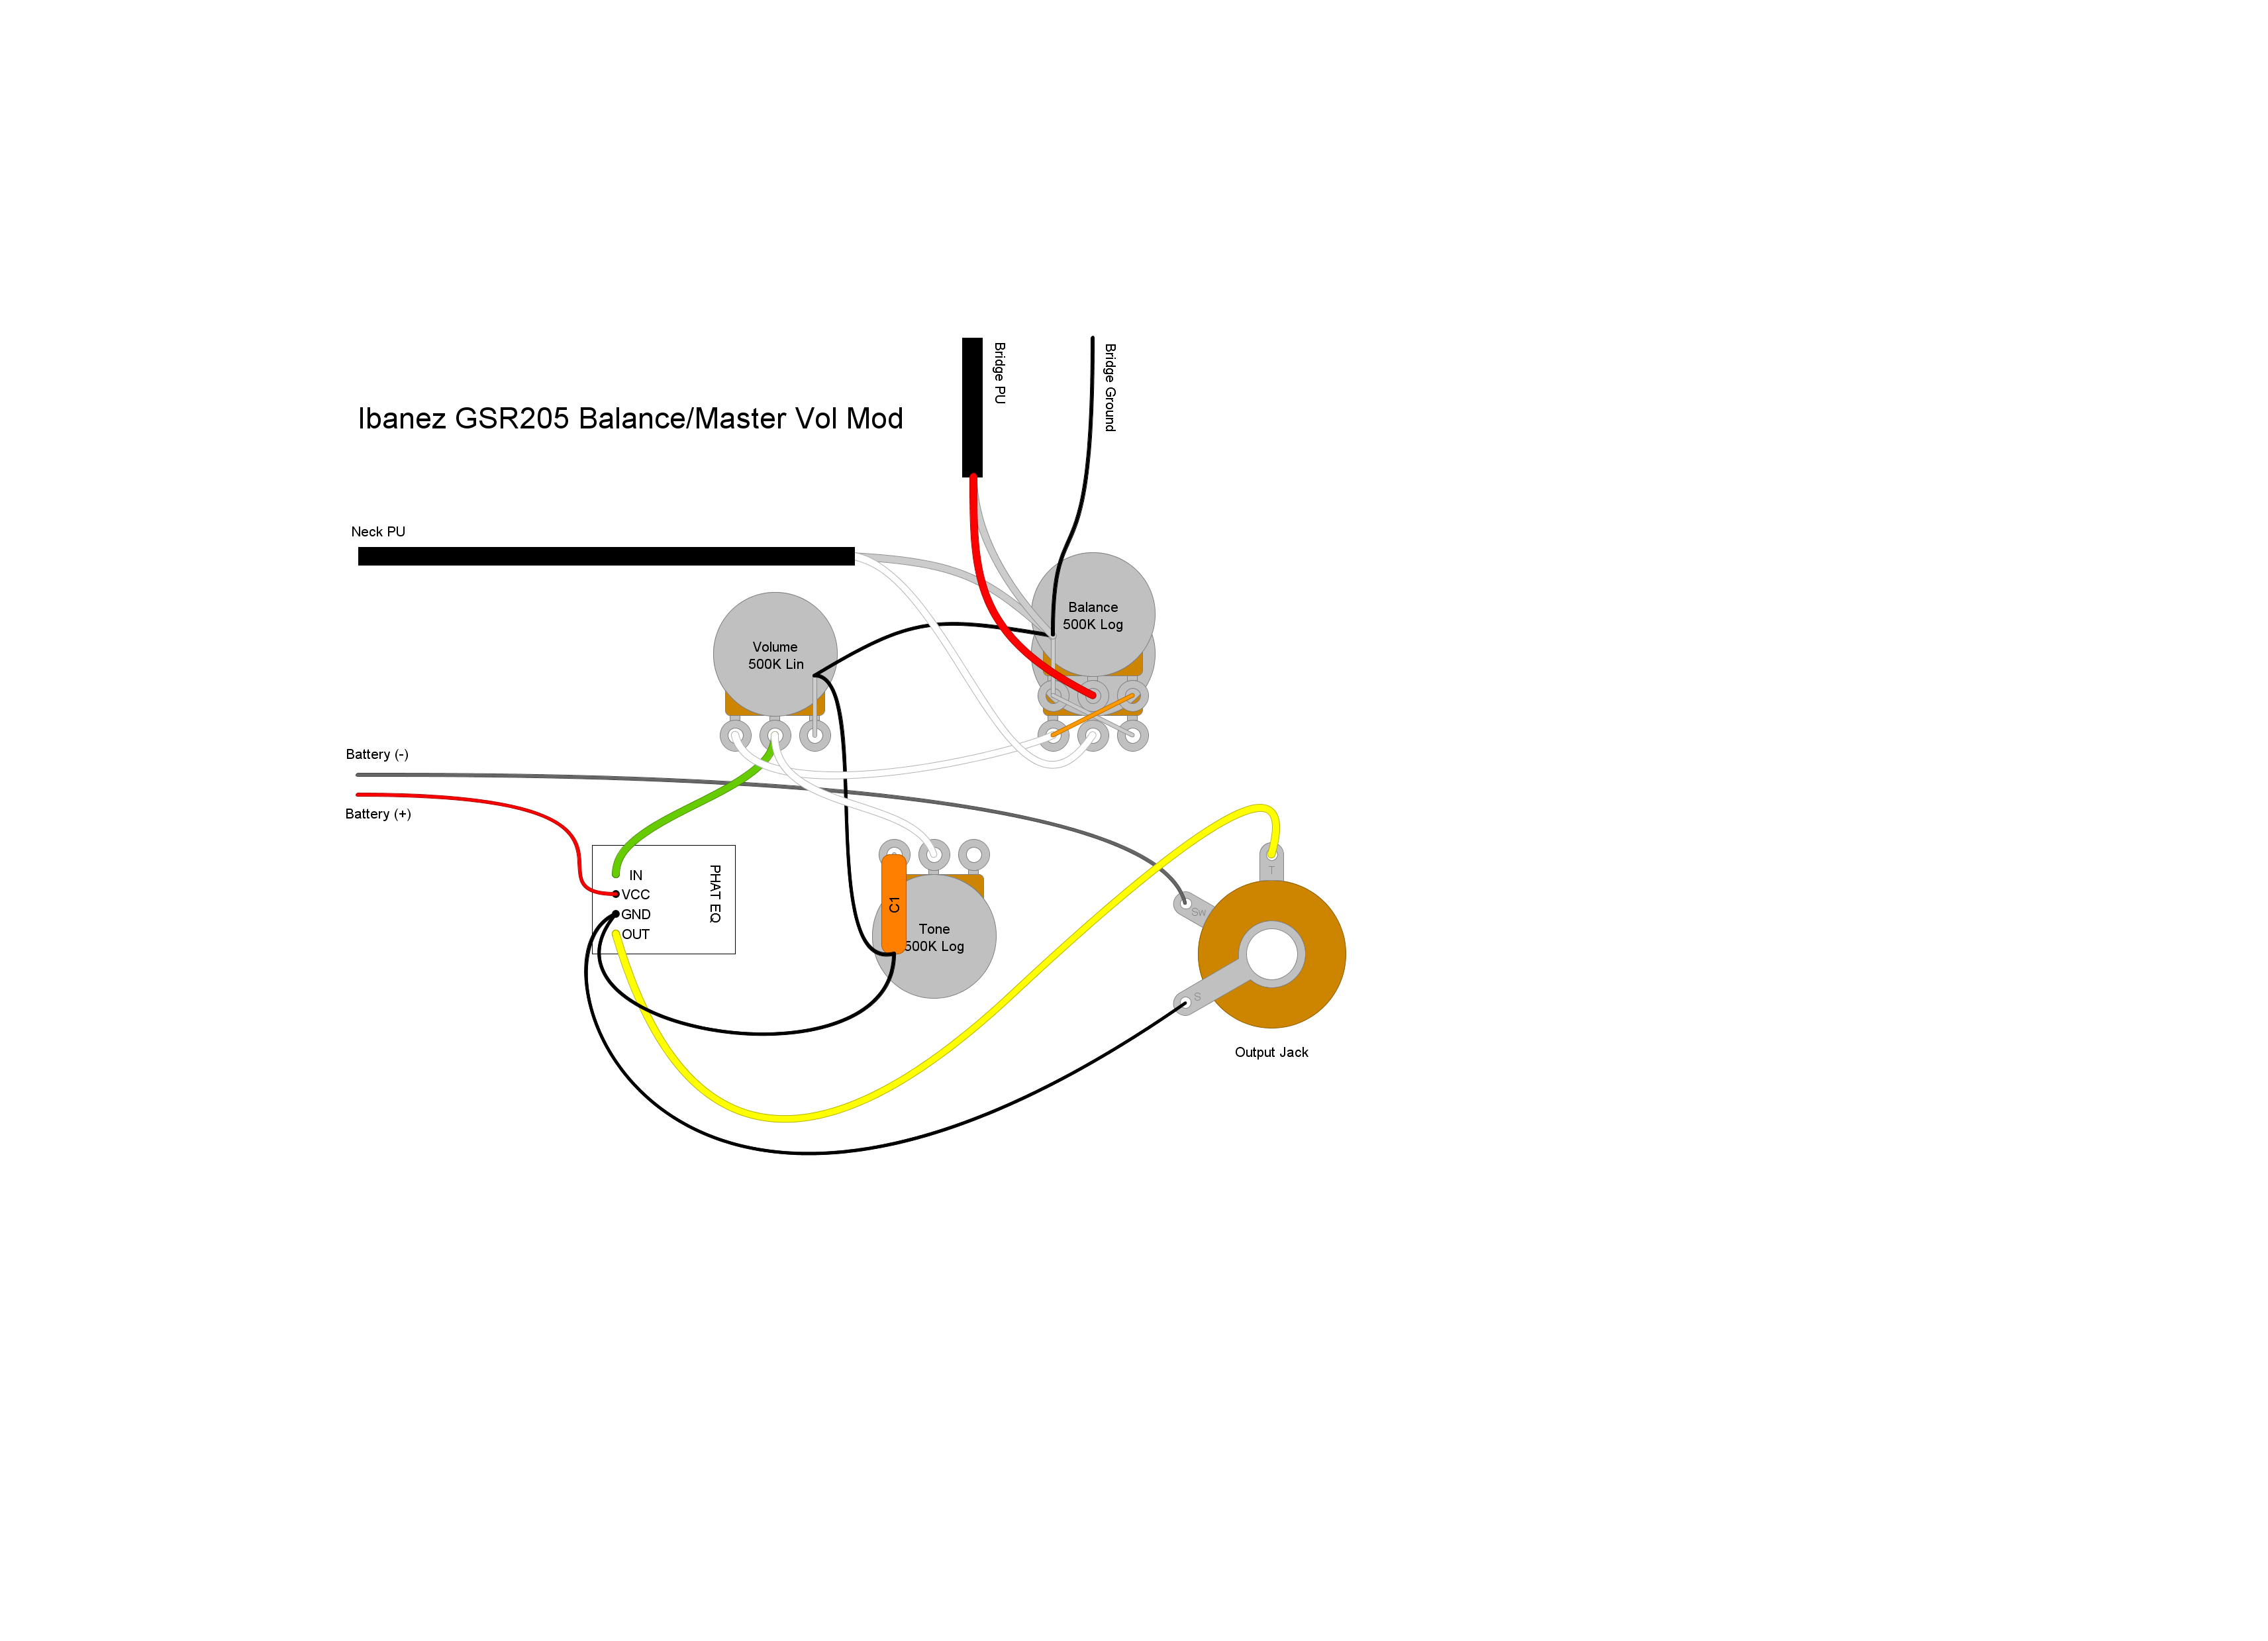 Bridge PU
Bridge Ground
Ibanez GSR205 Balance/Master Vol Mod
Neck PU
Balance
500K Log
Volume
500K Lin
Battery (-)
Battery (+)
IN
VCC
GND
OUT
PHAT EQ
C1
Tone
500K Log
T
Sw
S
Output Jack